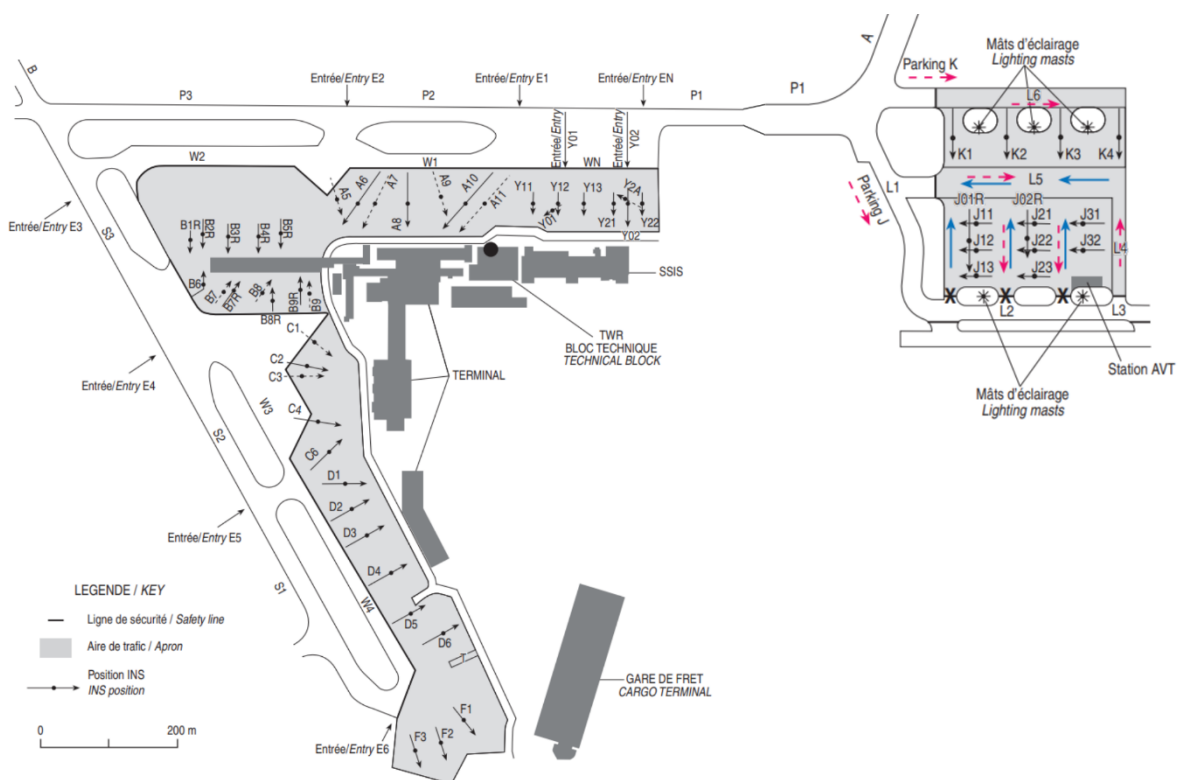 B
Entrée/Entry E2
Entrée/Entry E1
Entrée/Entry EN
A
Parking K
Mâts d'éclairage
Lighting masts
P3
P2
P1
P1
L6
Entrée/Entry
Y01
Entrée/Entry
Y02
K1
K2
K3
K4
W2
W1
WN
L1
Parking J
L5
A5
A6
A7
A8
A9
A10
A11
Y11
Y12
Y13
Y2A
Y01
Y21
Y22
Y02
J01R
J02R
J11
J21
J31
J12
J22
J32
J13
J23
L4
L2
L3
Entrée/Entry E3
S3
B1R
B2R
B3R
B4R
B5R
B6
B7
B7R
B8
B8R
B9R
B9
SSIS
TWR
BLOC TECHNIQUE
TECHNICAL BLOCK
Station AVT
Mâts d'éclairage
Lighting masts
TERMINAL
C1
C2
C3
C4
C6
Entrée/Entry E4
W3
S2
D1
D2
D3
D4
D5
D6
Entrée/Entry E5
S1
W4
LEGENDE / KEY
Ligne de sécurité / Safety line
Aire de trafic / Apron
Position INS
INS position
0
200 m
GARE DE FRET
CARGO TERMINAL
F1
F2
F3
Entrée/Entry E6